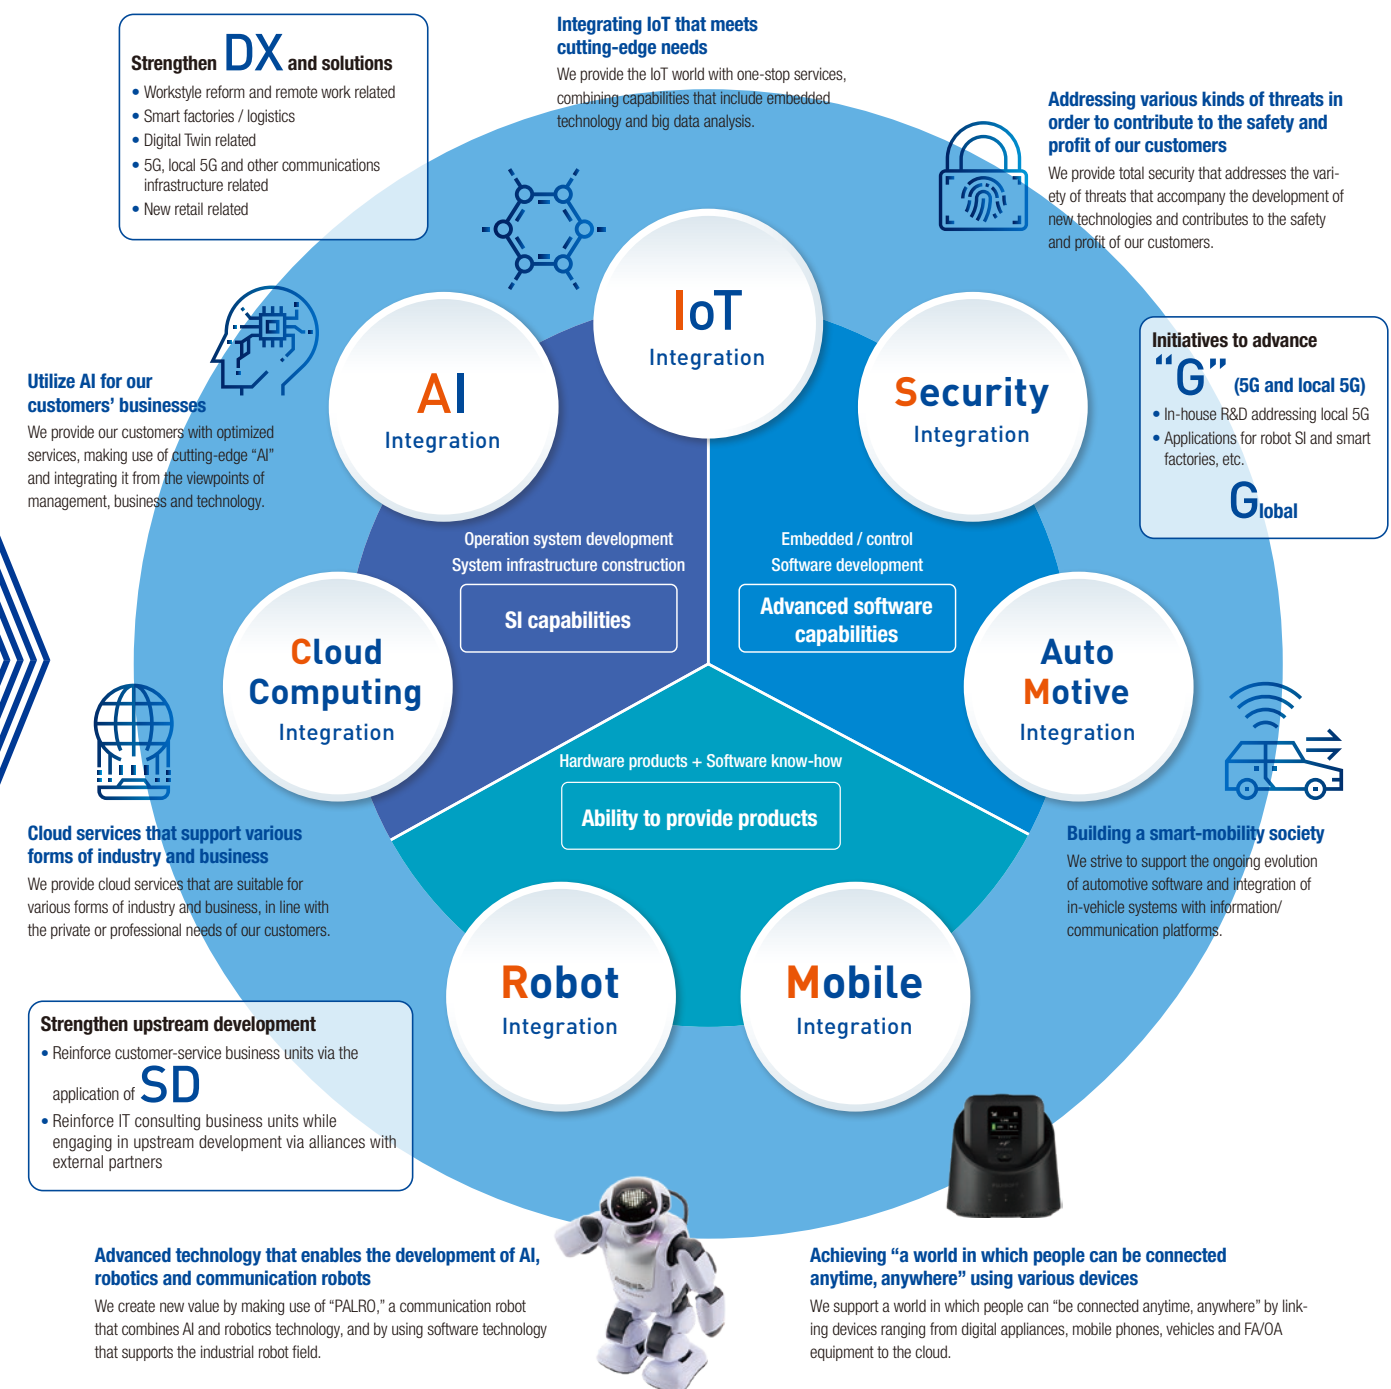 Strengthen DX and solutions
• Workstyle reform and remote work related
• Smart factories / logistics
• Digital Twin related
• 5G, local 5G and other communications
infrastructure related
• New retail related
Integrating IoT that meets
cutting-edge needs
We provide the IoT world with one-stop services,
combining capabilities that include embedded
technology and big data analysis.
Addressing various kinds of threats in
order to contribute to the safety and
profit of our customers
We provide total security that addresses the vari-
ety of threats that accompany the development of
new technologies and contributes to the safety
and profit of our customers.
Initiatives to advance
“G” (5G and local 5G)
• In-house R&D addressing local 5G
• Applications for robot SI and smart
factories, etc.
Global
Utilize AI for our
customers’ businesses
We provide our customers with optimized
services, making use of cutting-edge “AI”
and integrating it from the viewpoints of
management, business and technology.
IoT
Integration
AI
Integration
Security
Integration
Operation system development
System infrastructure construction
SI capabilities
Embedded / control
Software development
Advanced software
capabilities
Cloud
Computing
Integration
Auto
Motive
Integration
Hardware products + Software know-how
Ability to provide products
Robot
Integration
Mobile
Integration
Cloud services that support various
forms of industry and business
We provide cloud services that are suitable for
various forms of industry and business, in line with
the private or professional needs of our customers.
Building a smart-mobility society
We strive to support the ongoing evolution
of automotive software and integration of
in-vehicle systems with information/
communication platforms.
Strengthen upstream development
• Reinforce customer-service business units via the
application of SD
• Reinforce IT consulting business units while
engaging in upstream development via alliances with
external partners
Advanced technology that enables the development of AI,
robotics and communication robots
We create new value by making use of “PALRO,” a communication robot
that combines AI and robotics technology, and by using software technology
that supports the industrial robot field.
Achieving “a world in which people can be connected
anytime, anywhere” using various devices
We support a world in which people can “be connected anytime, anywhere” by link-
ing devices ranging from digital appliances, mobile phones, vehicles and FA/OA
equipment to the cloud.